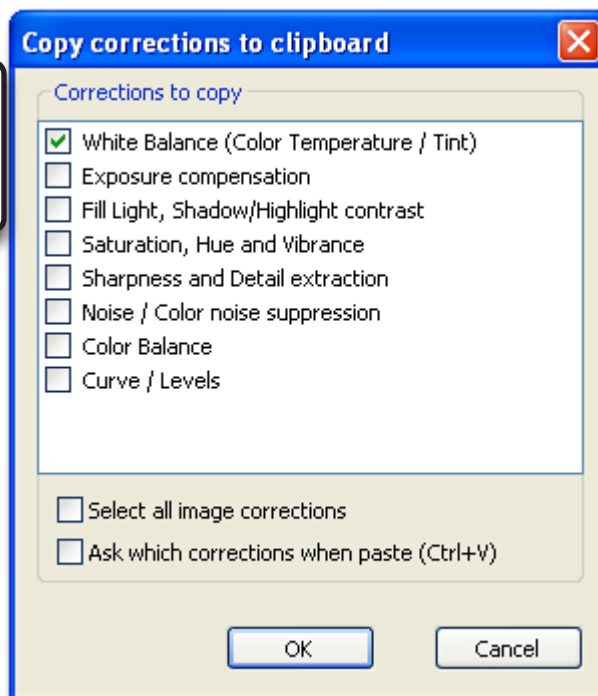 Copy corrections to clipboard
Corrections to copy
White Balance (Color Temperature / Tint)
Exposure compensation
Fill Light, Shadow/Highlight contrast
Saturation, Hue and Vibrance
Sharpness and Detail extraction
Noise / Color noise suppression
Color Balance
Curve / Levels
Select all image corrections
Ask which corrections when paste (Ctrl+V)
OK
Cancel